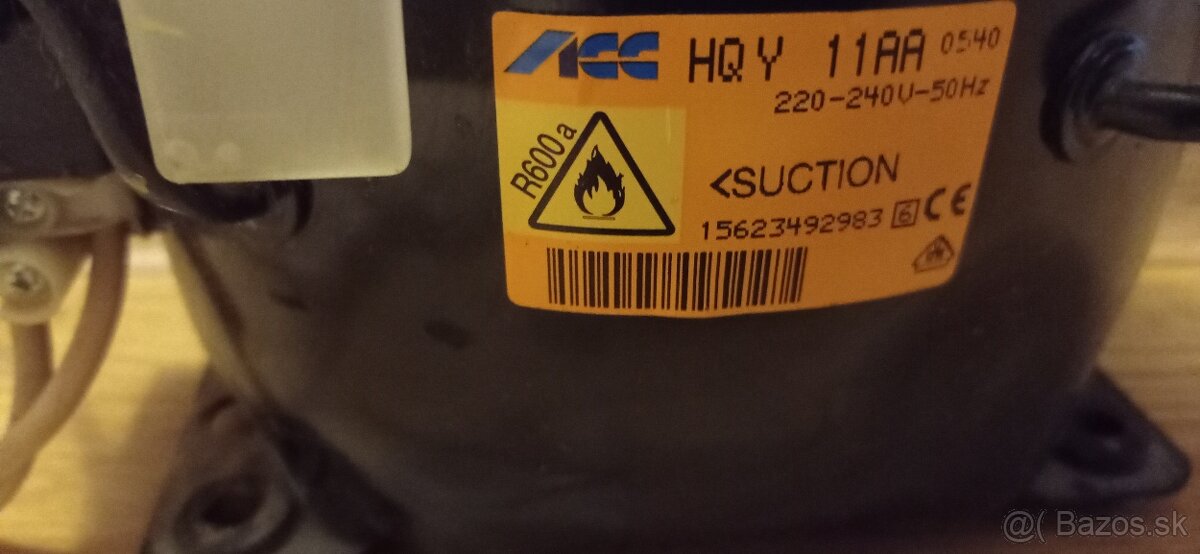 ACC HQY 11AA 0540
220-240V-50Hz
R600a
<SUCTION
15623492983 6 CE
@( Bazos.sk